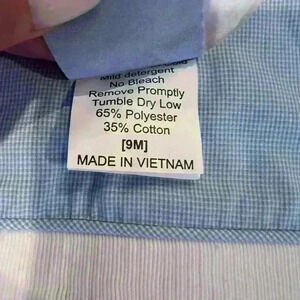 Mild detergent
No Bleach
Remove Promptly
Tumble Dry Low
65% Polyester
35% Cotton
[9M]
MADE IN VIETNAM